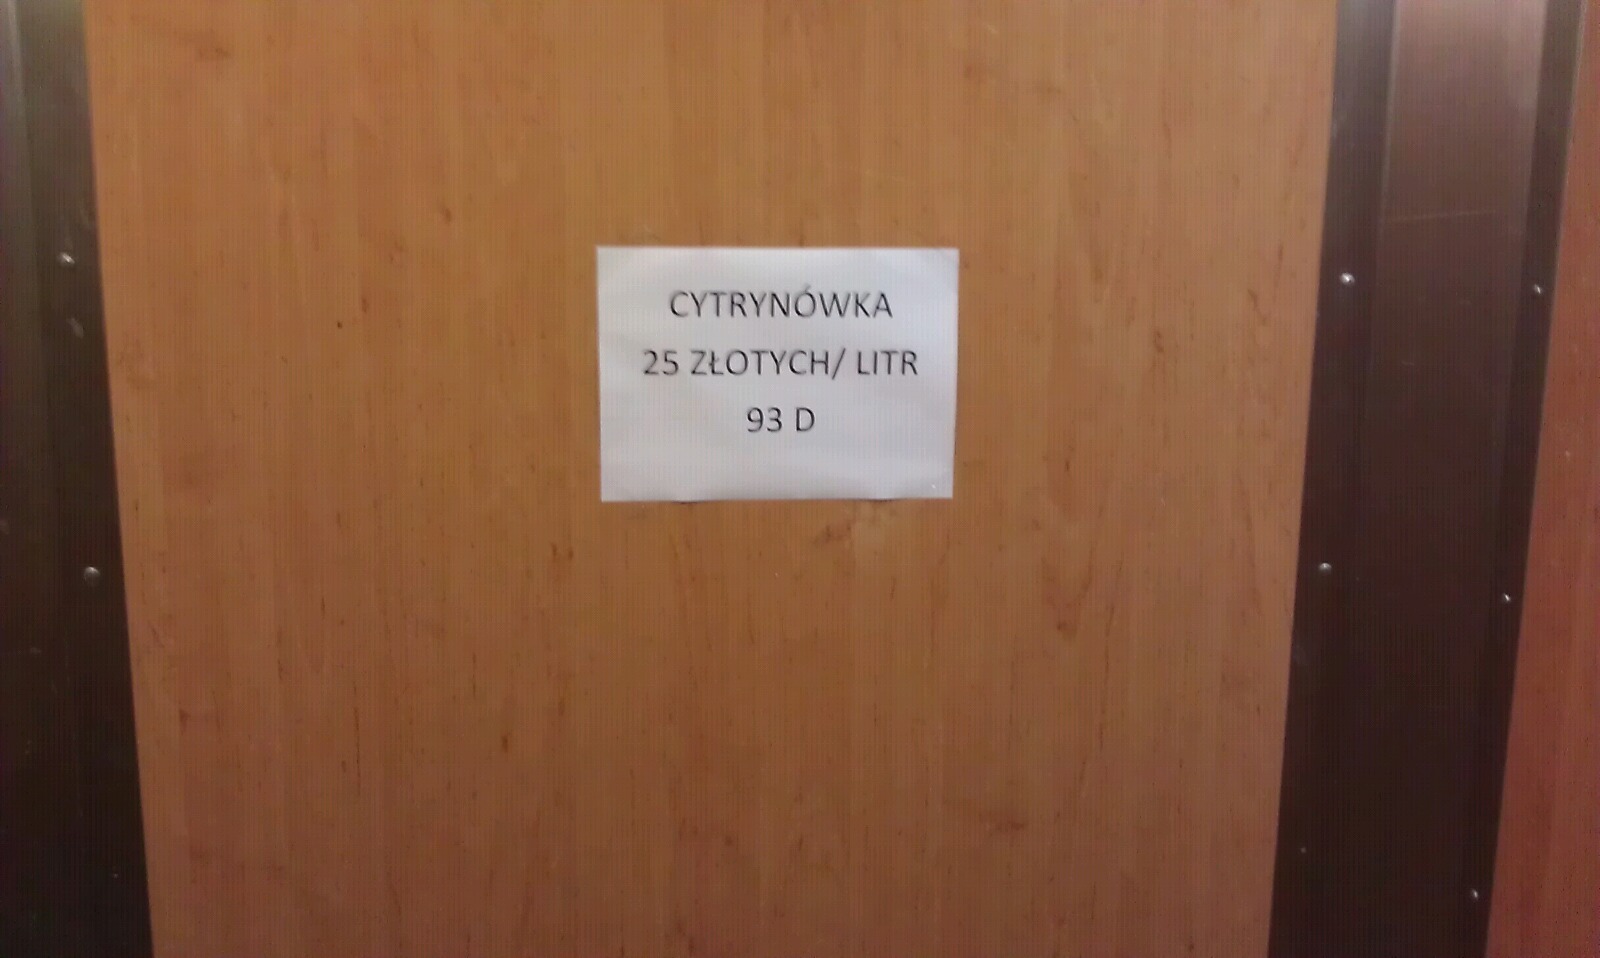 CYTRYNÓWKA
25 ZŁOTYCH/ LITR
93 D